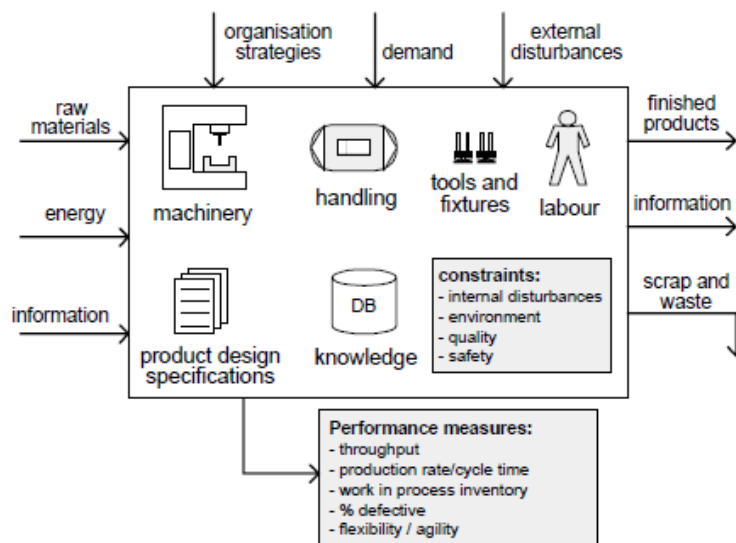 organisation
strategies
demand
external
disturbances
raw
materials
energy
information
machinery
handling
tools and
fixtures
labour
product design
specifications
DB
knowledge
constraints:
- internal disturbances
- environment
- quality
- safety
finished
products
information
scrap and
waste
Performance measures:
- throughput
- production rate/cycle time
- work in process inventory
- % defective
- flexibility / agility